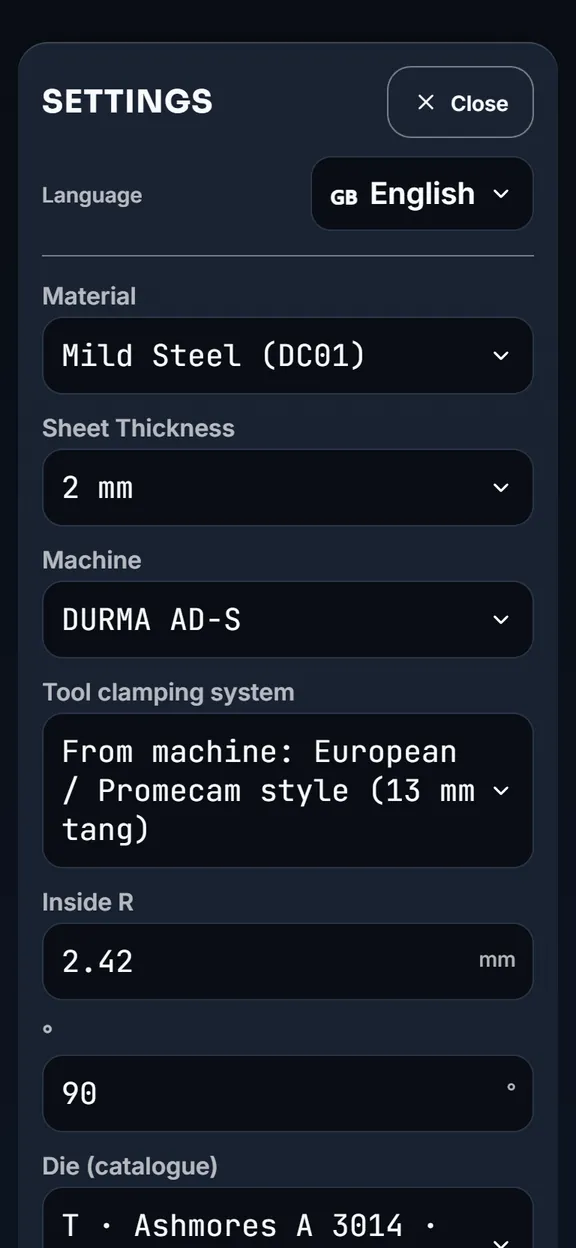 SETTINGS
× Close
Language
GB English
Material
Mild Steel (DC01)
Sheet Thickness
2 mm
Machine
DURMA AD-S
Tool clamping system
From machine: European
/ Promecam style (13 mm
tang)
Inside R
2.42 mm
°
90 °
Die (catalogue)
T · Ashmores A 3014 ·